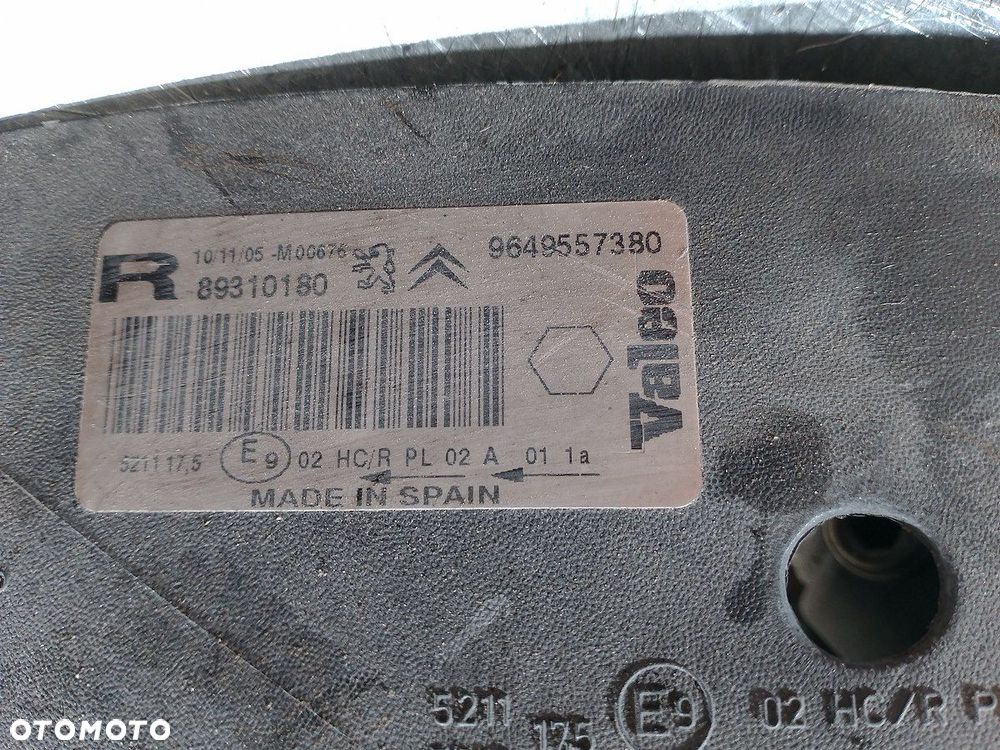 R
10/11/05 -M00676
89310180
9649557380
Valeo
5211 17,5 E9 02 HC/R PL 02 A 01 1a
MADE IN SPAIN
5211
175
E9 02 HC/R P
OTOMOTO